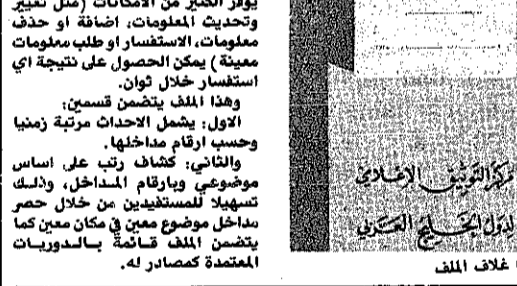 يوفر الكثير من الامكانات (مثل تغيير
وتحديث المعلومات، اضافة او حذف
معلومات، الاستفسار او طلب معلومات
معينة) يمكن الحصول على نتيجة اي
استفسار خلال ثوان.
وهذا الملف يتضمن قسمين:
الاول: يشمل الاحداث مرتبة زمنيا
وحسب ارقام مداخلها.
والثاني: كشاف رتب على اساس
موضوعي وبارقام المداخل، وذلك
تسهيلا للمستفيدين من خلال حصر
مداخل موضوع معين في مكان معين كما
يتضمن الملف قائمة بالدوريات
المعتمدة كمصادر له.
مركز التوثيق الإعلامي
لدول الخليج العربي
غلاف الملف